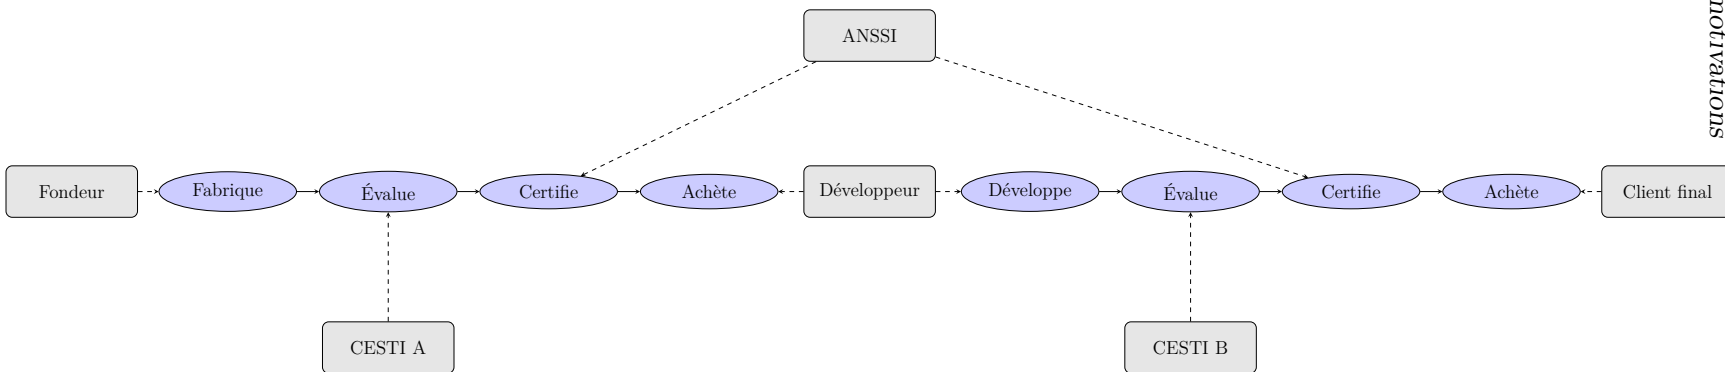 ANSSI
motivations
Fondeur
Fabrique
Évalue
Certifie
Achète
Développeur
Développe
Évalue
Certifie
Achète
Client final
CESTI A
CESTI B